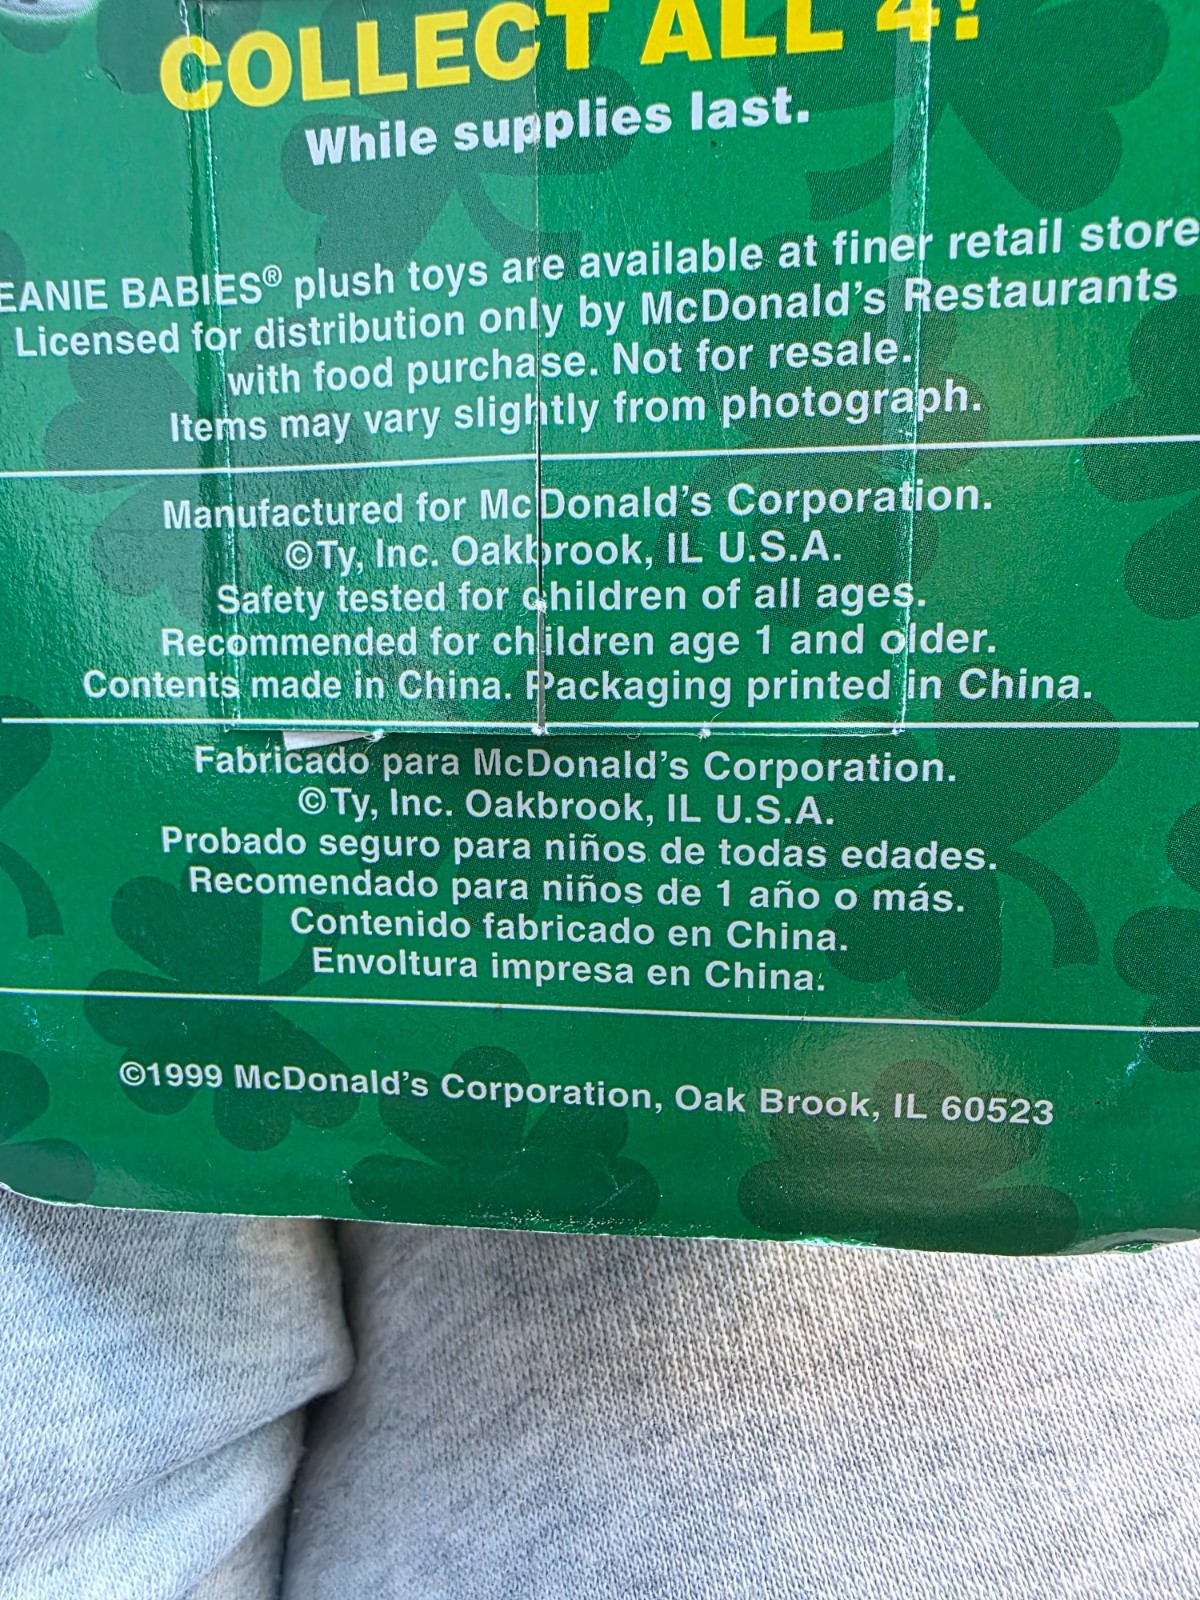 COLLECT ALL 4!
While supplies last.
EANIE BABIES® plush toys are available at finer retail store
Licensed for distribution only by McDonald's Restaurants
with food purchase. Not for resale.
Items may vary slightly from photograph.
Manufactured for McDonald's Corporation.
©Ty, Inc. Oakbrook, IL U.S.A.
Safety tested for children of all ages.
Recommended for children age 1 and older.
Contents made in China. Packaging printed in China.
Fabricado para McDonald's Corporation.
©Ty, Inc. Oakbrook, IL U.S.A.
Probado seguro para niños de todas edades.
Recomendado para niños de 1 año o más.
Contenido fabricado en China.
Envoltura impresa en China.
©1999 McDonald's Corporation, Oak Brook, IL 60523